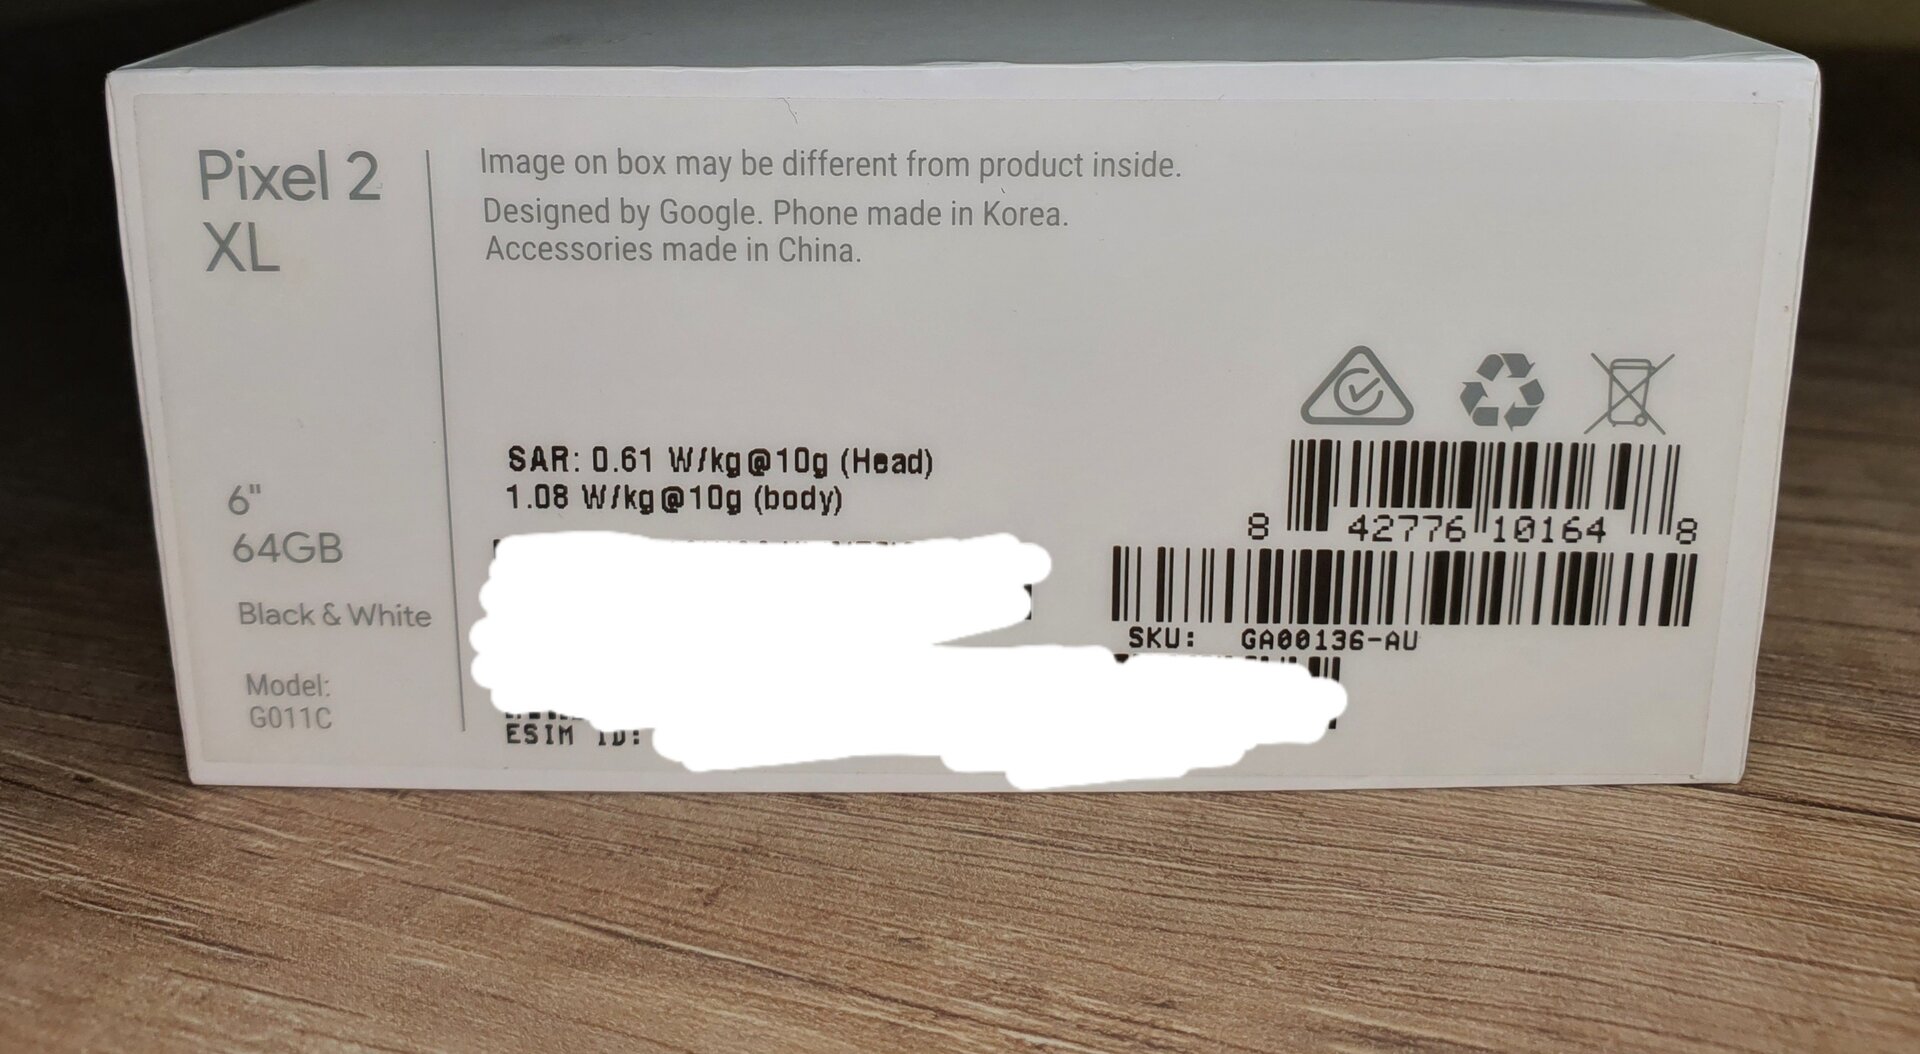 Pixel 2
XL
Image on box may be different from product inside.
Designed by Google. Phone made in Korea.
Accessories made in China.
6"
64GB
Black & White
Model:
G011C
SAR: 0.61 W/kg@10g (Head)
1.08 W/kg@10g (body)
8 42776 10164 8
SKU: GA00136-AU
ESIM ID: